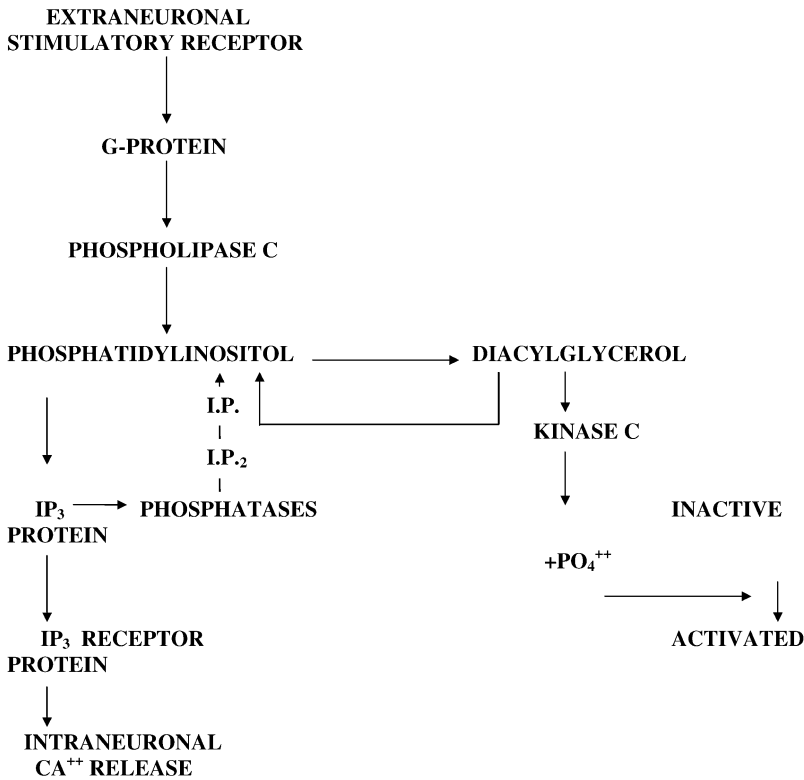 EXTRANEURONAL
STIMULATORY RECEPTOR
G-PROTEIN
PHOSPHOLIPASE C
PHOSPHATIDYLINOSITOL
DIACYLGLYCEROL
I.P.
KINASE C
I.P.₂
IP₃
PHOSPHATASES
INACTIVE
PROTEIN
+PO₄⁺⁺
IP₃ RECEPTOR
ACTIVATED
PROTEIN
INTRANEURONAL
CA⁺⁺ RELEASE